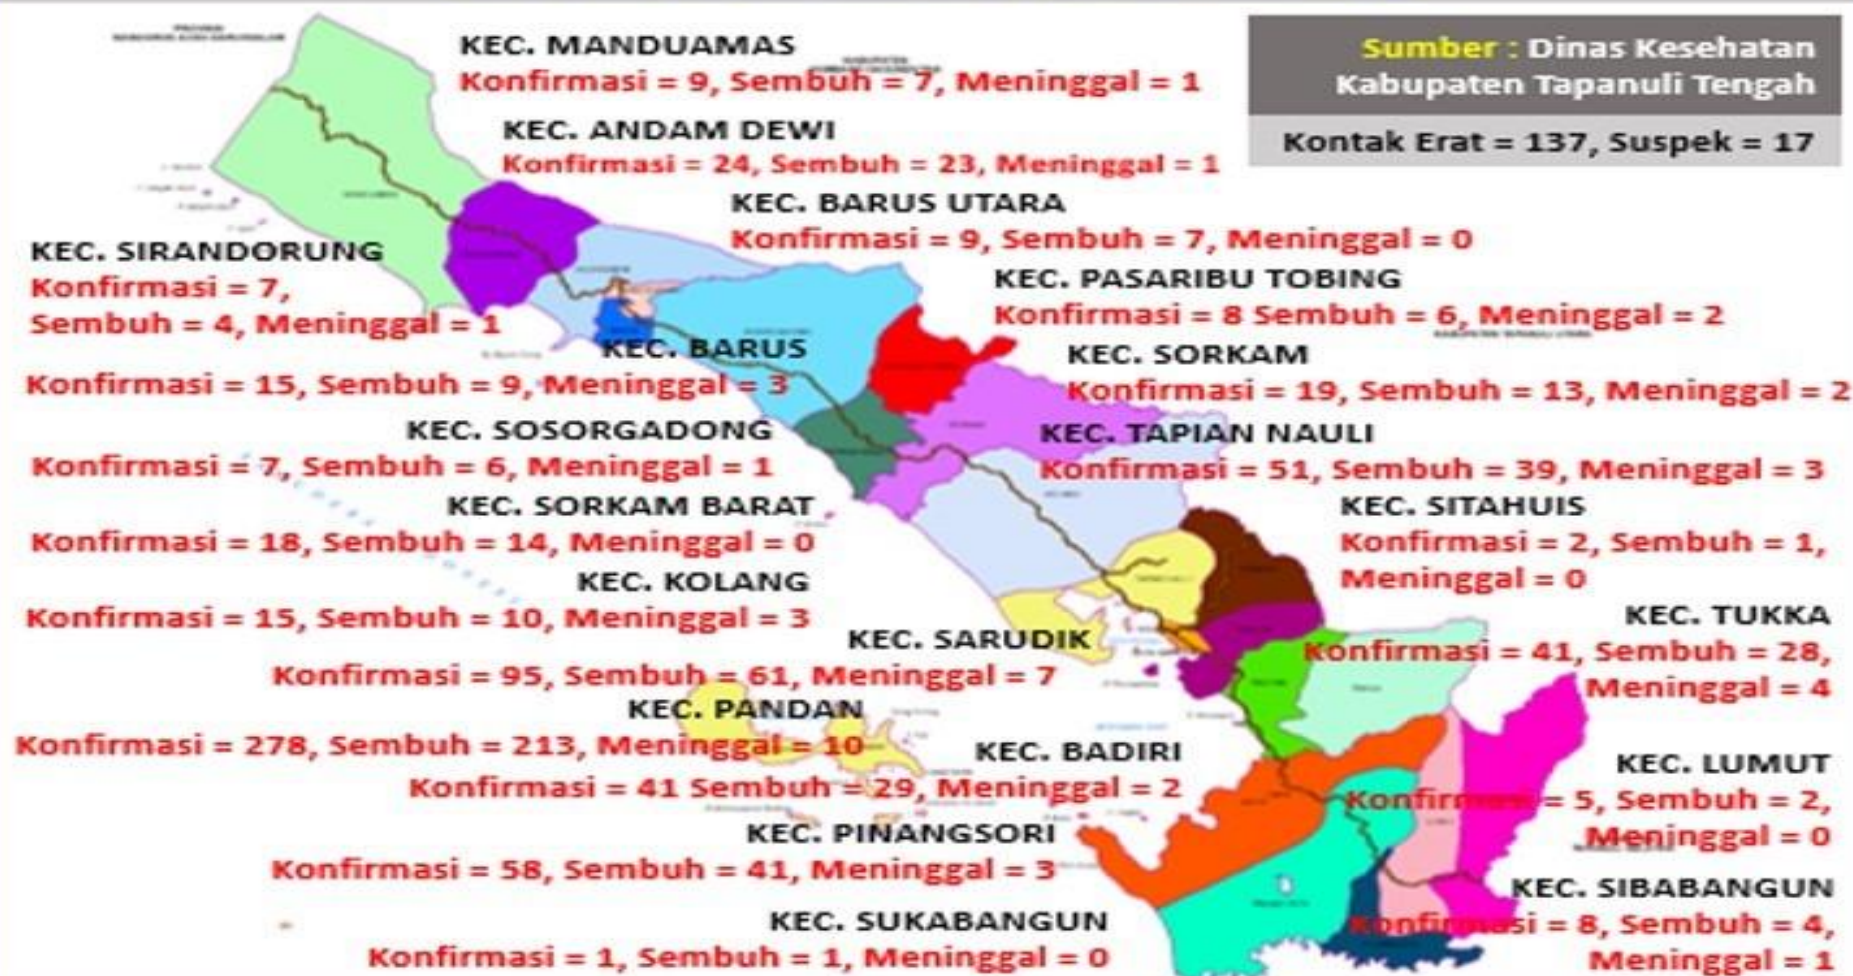 KEC. MANDUAMAS
Konfirmasi = 9, Sembuh = 7, Meninggal = 1
Sumber : Dinas Kesehatan
Kabupaten Tapanuli Tengah
Kontak Erat = 137, Suspek = 17
KEC. ANDAM DEWI
Konfirmasi = 24, Sembuh = 23, Meninggal = 1
KEC. BARUS UTARA
Konfirmasi = 9, Sembuh = 7, Meninggal = 0
KEC. SIRANDORUNG
Konfirmasi = 7,
Sembuh = 4, Meninggal = 1
KEC. PASARIBU TOBING
Konfirmasi = 8 Sembuh = 6, Meninggal = 2
KEC. BARUS
Konfirmasi = 15, Sembuh = 9, Meninggal = 3
KEC. SORKAM
Konfirmasi = 19, Sembuh = 13, Meninggal = 2
KEC. SOSORGADONG
Konfirmasi = 7, Sembuh = 6, Meninggal = 1
KEC. TAPIAN NAULI
Konfirmasi = 51, Sembuh = 39, Meninggal = 3
KEC. SORKAM BARAT
Konfirmasi = 18, Sembuh = 14, Meninggal = 0
KEC. SITAHUIS
Konfirmasi = 2, Sembuh = 1,
Meninggal = 0
KEC. KOLANG
Konfirmasi = 15, Sembuh = 10, Meninggal = 3
KEC. TUKKA
Konfirmasi = 41, Sembuh = 28,
Meninggal = 4
KEC. SARUDIK
Konfirmasi = 95, Sembuh = 61, Meninggal = 7
KEC. PANDAN
Konfirmasi = 278, Sembuh = 213, Meninggal = 10
KEC. BADIRI
Konfirmasi = 41 Sembuh = 29, Meninggal = 2
KEC. LUMUT
Konfirmasi = 5, Sembuh = 2,
Meninggal = 0
KEC. PINANGSORI
Konfirmasi = 58, Sembuh = 41, Meninggal = 3
KEC. SIBABANGUN
Konfirmasi = 8, Sembuh = 4,
Meninggal = 1
KEC. SUKABANGUN
Konfirmasi = 1, Sembuh = 1, Meninggal = 0